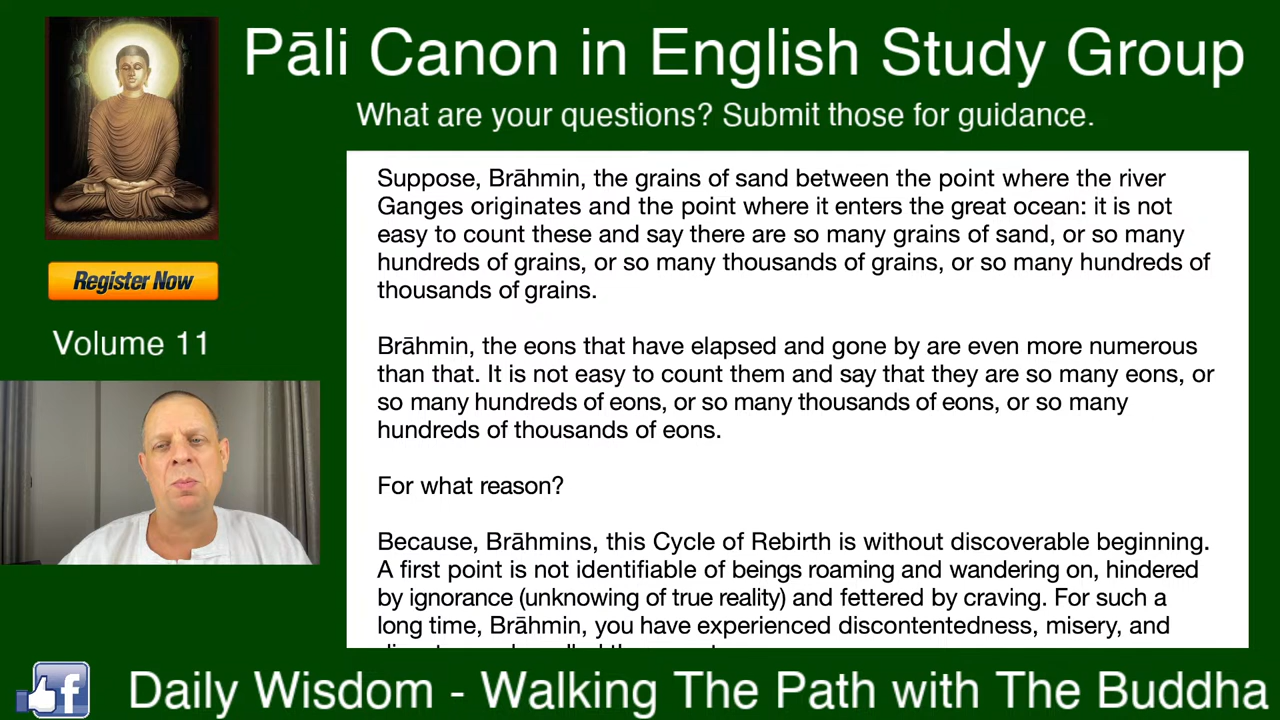 Pāli Canon in English Study Group
What are your questions? Submit those for guidance.
Register Now
Volume 11
Suppose, Brāhmin, the grains of sand between the point where the river
Ganges originates and the point where it enters the great ocean: it is not
easy to count these and say there are so many grains of sand, or so many
hundreds of grains, or so many thousands of grains, or so many hundreds of
thousands of grains.
Brāhmin, the eons that have elapsed and gone by are even more numerous
than that. It is not easy to count them and say that they are so many eons, or
so many hundreds of eons, or so many thousands of eons, or so many
hundreds of thousands of eons.
For what reason?
Because, Brāhmins, this Cycle of Rebirth is without discoverable beginning.
A first point is not identifiable of beings roaming and wandering on, hindered
by ignorance (unknowing of true reality) and fettered by craving. For such a
long time, Brāhmin, you have experienced discontentedness, misery, and
f
Daily Wisdom - Walking The Path with The Buddha